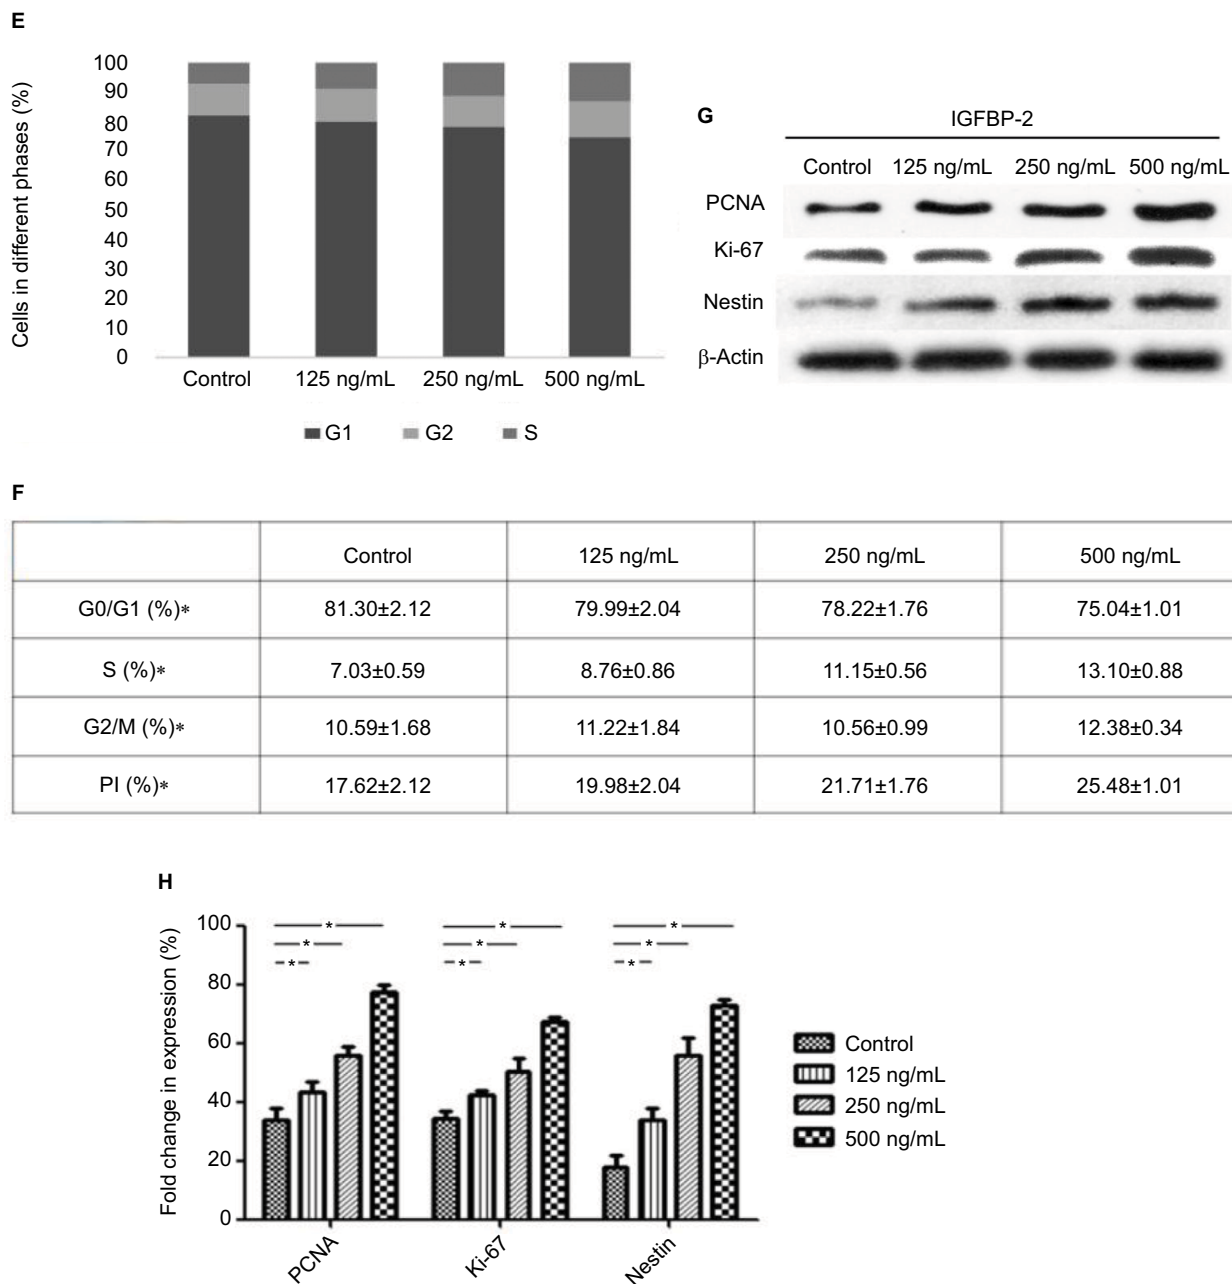 E
Cells in different phases (%)
100
90
80
70
60
50
40
30
20
10
0
Control 125 ng/mL 250 ng/mL 500 ng/mL
G1 G2 S
G
IGFBP-2
Control 125 ng/mL 250 ng/mL 500 ng/mL
PCNA
Ki-67
Nestin
β-Actin
F
Control 125 ng/mL 250 ng/mL 500 ng/mL
G0/G1 (%)* 81.30±2.12 79.99±2.04 78.22±1.76 75.04±1.01
S (%)* 7.03±0.59 8.76±0.86 11.15±0.56 13.10±0.88
G2/M (%)* 10.59±1.68 11.22±1.84 10.56±0.99 12.38±0.34
PI (%)* 17.62±2.12 19.98±2.04 21.71±1.76 25.48±1.01
H
Fold change in expression (%)
100
80
60
40
20
0
* * *
* * *
* * *
PCNA Ki-67 Nestin
Control
125 ng/mL
250 ng/mL
500 ng/mL